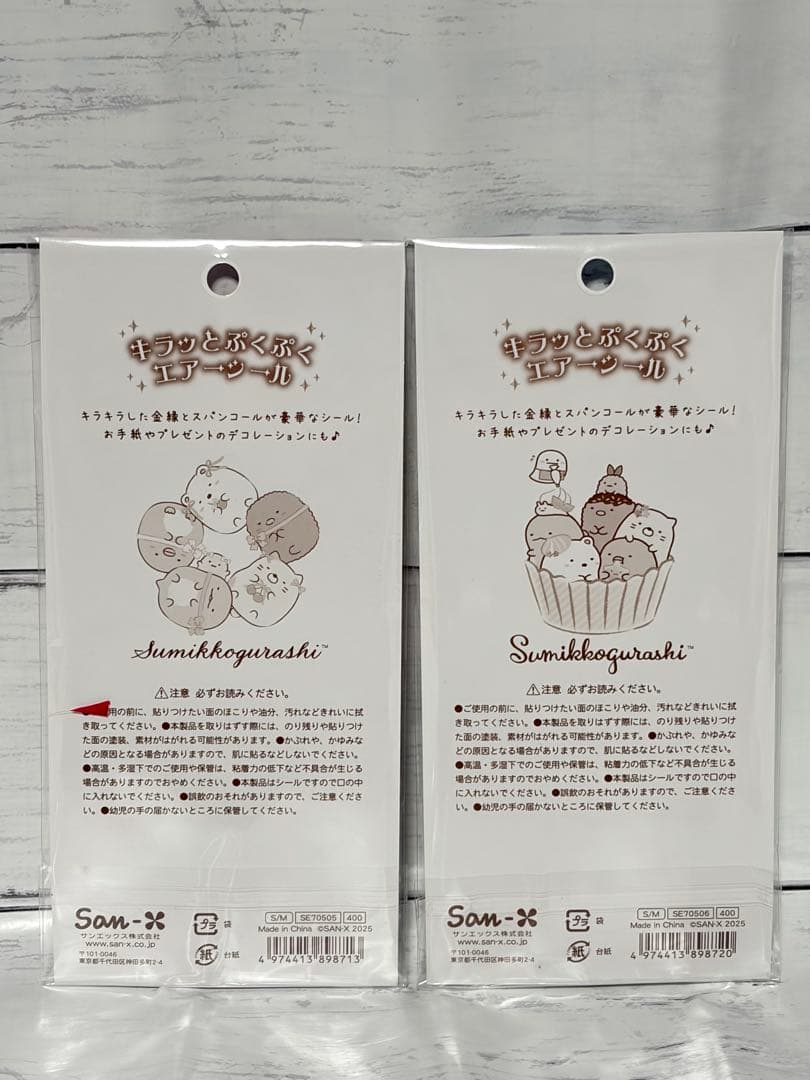 キラッとぷくぷく
エアーシール
キラキラした金縁とスパンコールが豪華なシール!
お手紙やプレゼントのデコレーションにも♪
Sumikkogurashi™
⚠注意 必ずお読みください。
用の前に、貼りつけたい面のほこりや油分、汚れなどきれいに拭
き取ってください。●本製品を取りはずす際には、のり残りや貼りつけ
た面の塗装、素材がはがれる可能性があります。●かぶれや、かゆみな
どの原因となる場合がありますので、肌に貼るなどしないでください。
●高温・多湿下でのご使用や保管は、粘着力の低下など不具合が生じる
場合がありますのでおやめください。●本製品はシールですので口の中
に入れないでください。●誤飲のおそれがありますので、ご注意くださ
い。●幼児の手の届かないところに保管してください。
San-X
サンエックス株式会社
www.san-x.co.jp
〒101-0046
東京都千代田区神田多町2-4
プラ 袋
紙 台紙
S/M SE70505 400
Made in China ©SAN-X 2025
4 974413 898713
キラッとぷくぷく
エアーシール
キラキラした金縁とスパンコールが豪華なシール!
お手紙やプレゼントのデコレーションにも♪
Sumikkogurashi™
⚠注意 必ずお読みください。
●ご使用の前に、貼りつけたい面のほこりや油分、汚れなどきれいに拭
き取ってください。●本製品を取りはずす際には、のり残りや貼りつけ
た面の塗装、素材がはがれる可能性があります。●かぶれや、かゆみな
どの原因となる場合がありますので、肌に貼るなどしないでください。
●高温・多湿下でのご使用や保管は、粘着力の低下など不具合が生じる
場合がありますのでおやめください。●本製品はシールですので口の中
に入れないでください。●誤飲のおそれがありますので、ご注意くださ
い。●幼児の手の届かないところに保管してください。
San-X
サンエックス株式会社
www.san-x.co.jp
〒101-0046
東京都千代田区神田多町2-4
プラ 袋
紙 台紙
S/M SE70506 400
Made in China ©SAN-X 2025
4 974413 898720